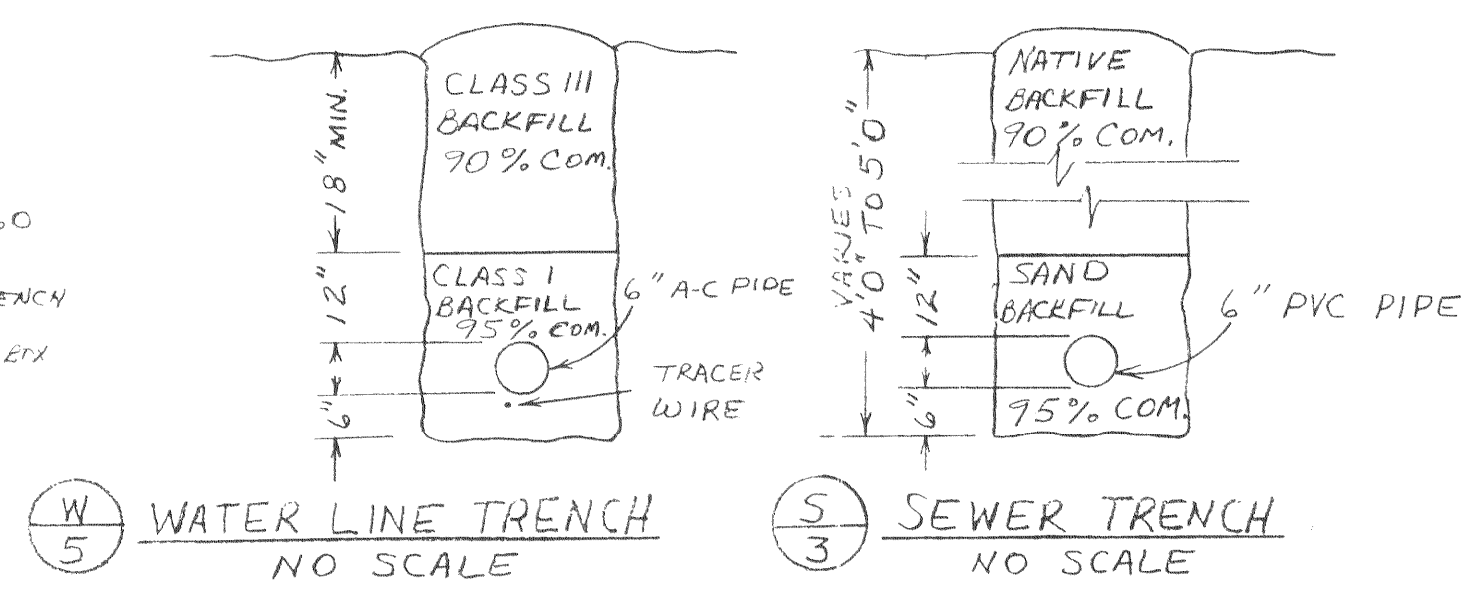 ENCH
CLASS III
BACKFILL
90% COM.
18" MIN.
12"
6"
CLASS I
BACKFILL
95% COM.
6" A-C PIPE
TRACER
WIRE
W
5
WATER LINE TRENCH
NO SCALE
NATIVE
BACKFILL
90% COM.
VARIES
4'0" TO 5'0"
12"
6"
SAND
BACKFILL
6" PVC PIPE
95% COM.
S
3
SEWER TRENCH
NO SCALE